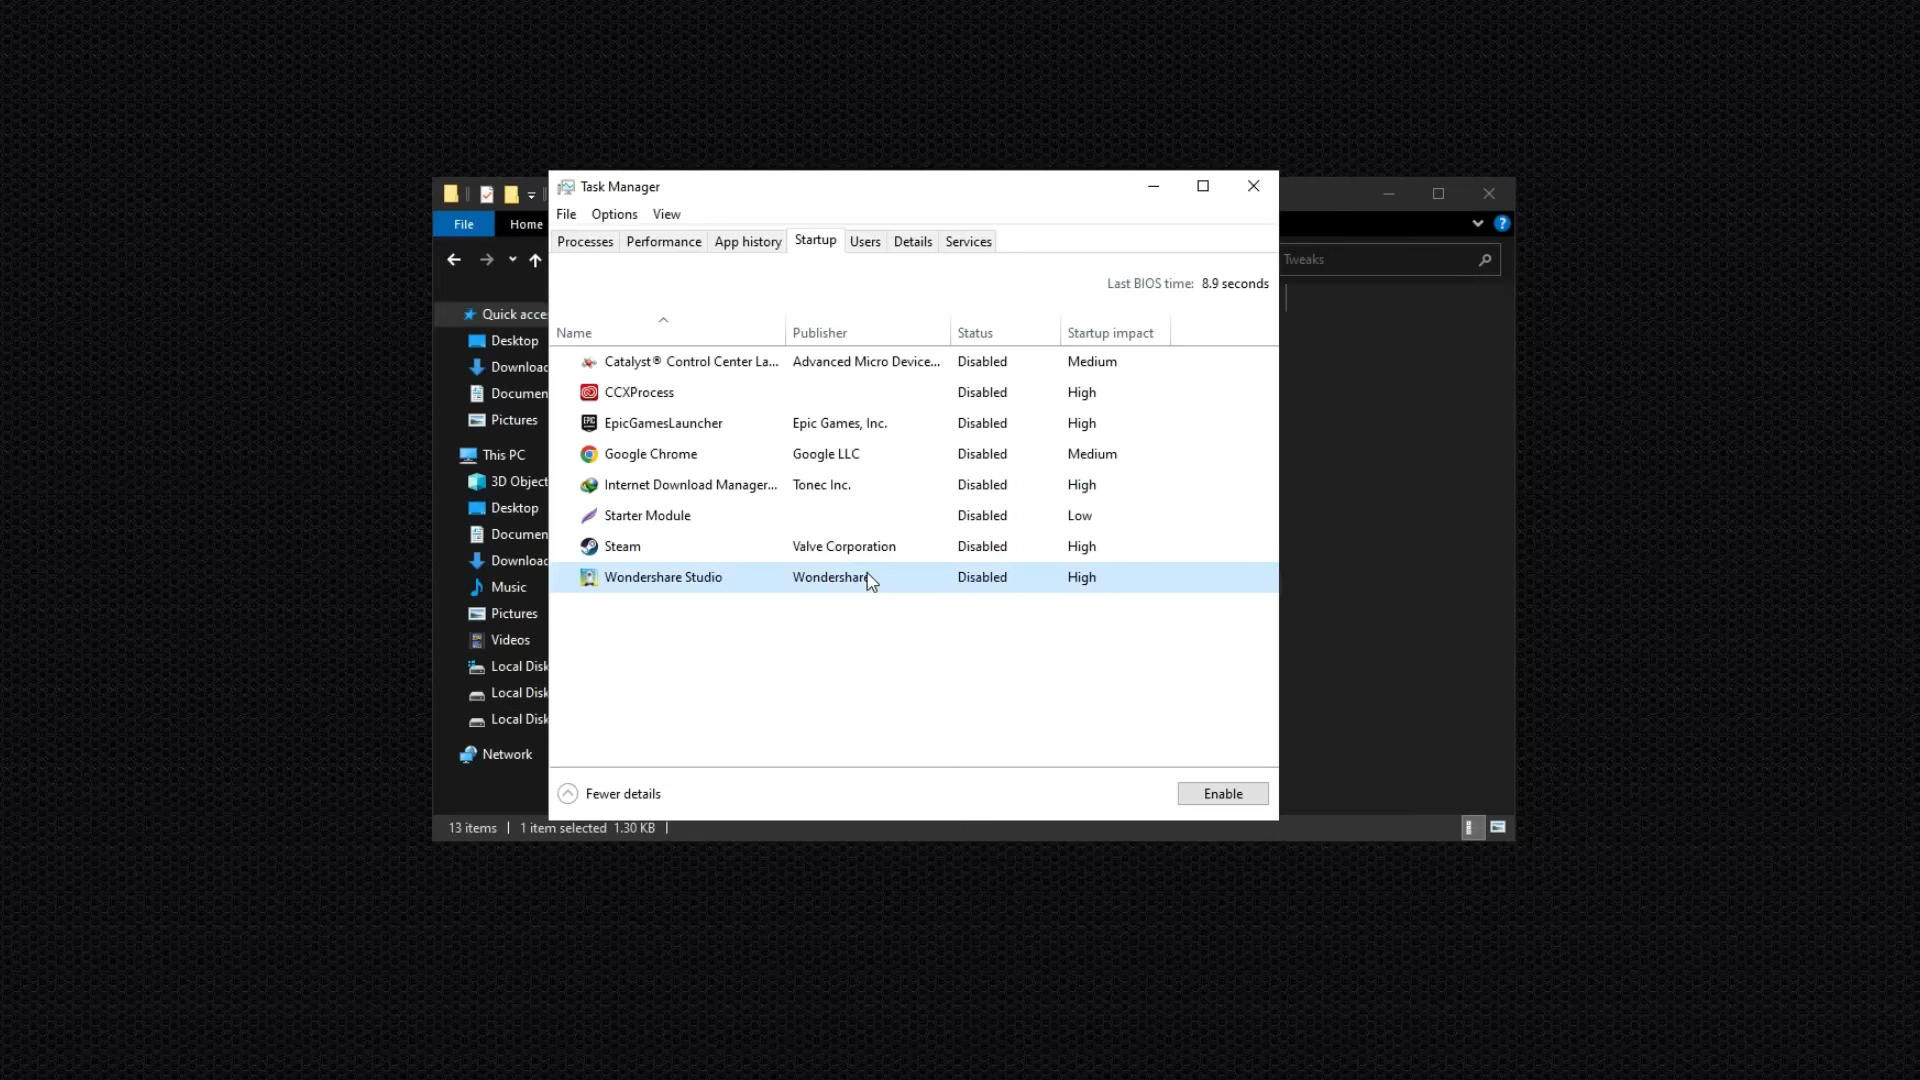 Task Manager
File Options View
Processes Performance App history Startup Users Details Services
Last BIOS time: 8.9 seconds
Name Publisher Status Startup impact
Catalyst® Control Center La... Advanced Micro Device... Disabled Medium
CCXProcess Disabled High
EpicGamesLauncher Epic Games, Inc. Disabled High
Google Chrome Google LLC Disabled Medium
Internet Download Manager... Tonec Inc. Disabled High
Starter Module Disabled Low
Steam Valve Corporation Disabled High
Wondershare Studio Wondershare Disabled High
Fewer details Enable
File Home
?
Tweaks
Quick acce
Desktop
Downloac
Documen
Pictures
This PC
3D Object
Desktop
Documen
Downloac
Music
Pictures
Videos
Local Disk
Local Disk
Local Disk
Network
13 items 1 item selected 1.30 KB